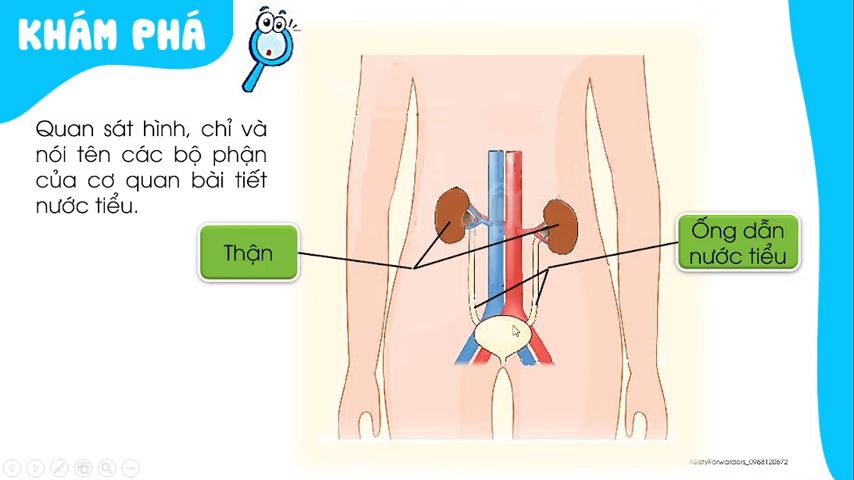 KHÁM PHÁ
Quan sát hình, chỉ và
nói tên các bộ phận
của cơ quan bài tiết
nước tiểu.
Thận
Ống dẫn
nước tiểu
FeistyForwarders_0968120672